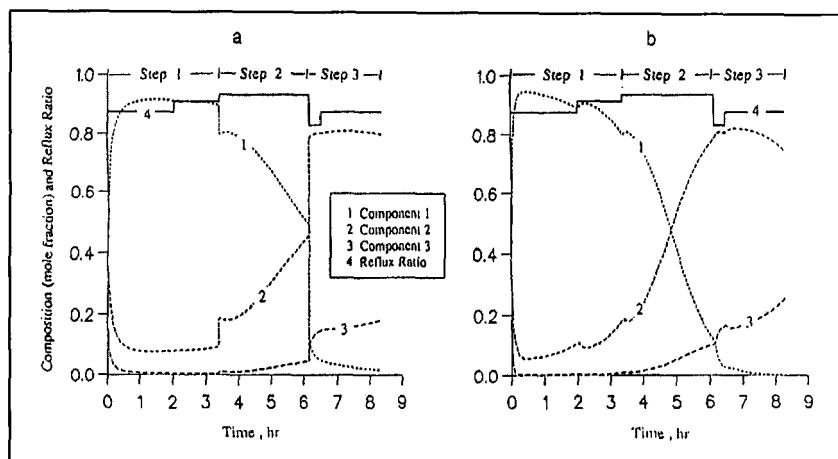 a
Composition (mole fraction) and Reflux Ratio
1.0
0.8
0.6
0.4
0.2
0.0
Step 1
Step 2
Step 3
4
1
2
3
0 1 2 3 4 5 6 7 8 9
Time , hr
1 Component 1
2 Component 2
3 Component 3
4 Reflux Ratio
b
1.0
0.8
0.6
0.4
0.2
0.0
Step 1
Step 2
Step 3
4
1
2
3
0 1 2 3 4 5 6 7 8 9
Time , hr